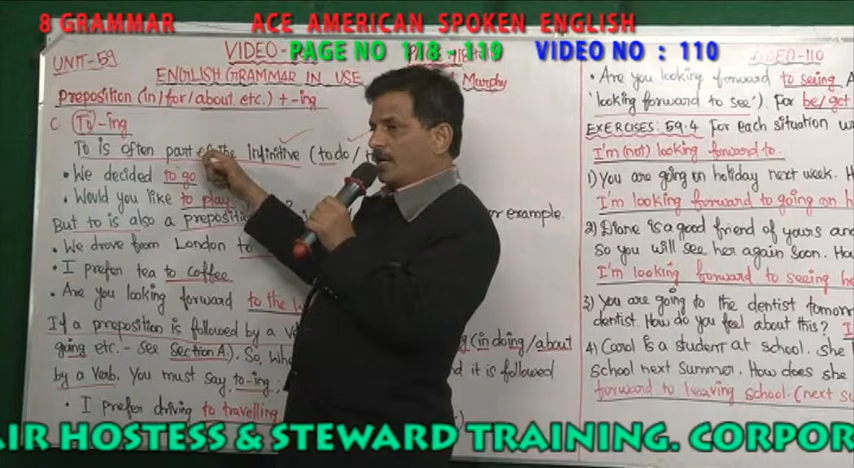 8 GRAMMAR ACE AMERICAN SPOKEN ENGLISH
PAGE NO 118 - 119 VIDEO NO : 110
UNIT-59 VIDEO
ENGLISH GRAMMAR IN USE Murphy
Preposition (in/for/about etc.) + -ing
C. To -ing
To is often part of the infinitive (to do /
• We decided to go
• Would you like to play
But to is also a preposition or example.
• We drove from London to
• I prefer tea to coffee
• Are you looking forward to the
If a preposition is followed by a (in doing/about
going etc. - see section A). So, nd it is followed
by a verb. You must say to-ing;
• I prefer driving to travelling
-110
• Are you looking forward to seeing
'looking forward to see'). For be/get
EXERCISES: 59.4 For each situation
I'm (not) looking forward to.
1) You are going on holiday next week. H
I'm looking forward to going on h
2) Diane is a good friend of yours and
So you will see her again soon. Ho
I'm looking forward to seeing he
3) You are going to the dentist tomorr
dentist. How do you feel about this? I
4) Carol is a student at school. she
School next Summer. How does she
forward to leaving school. (next su
AIR HOSTESS & STEWARD TRAINING. CORPOR